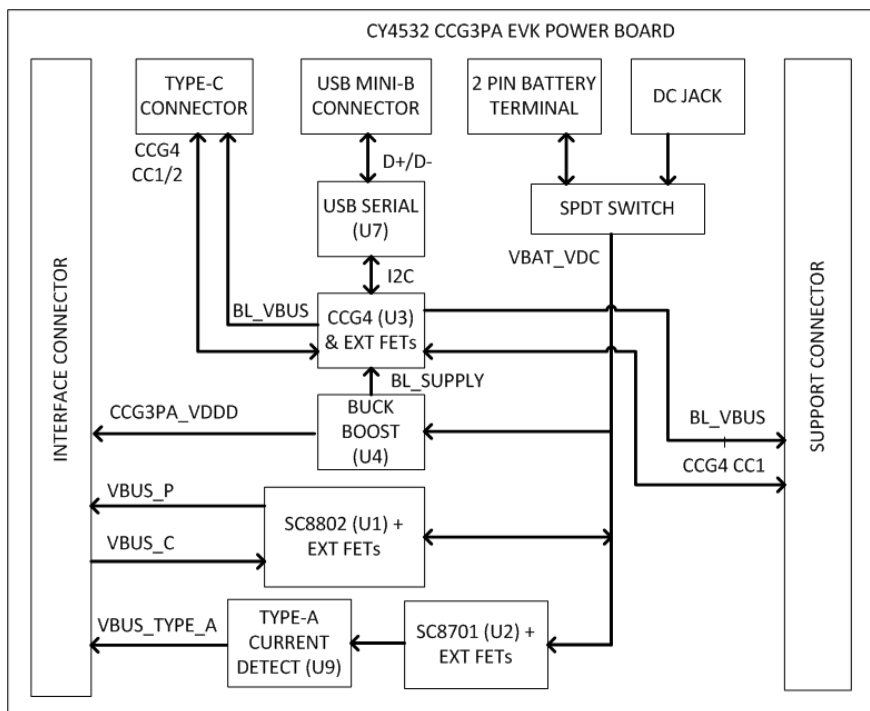 CY4532 CCG3PA EVK POWER BOARD
TYPE-C
CONNECTOR
USB MINI-B
CONNECTOR
2 PIN BATTERY
TERMINAL
DC JACK
CCG4
CC1/2
D+/D-
USB SERIAL
(U7)
SPDT SWITCH
VBAT_VDC
I2C
BL_VBUS
CCG4 (U3)
& EXT FETs
BL_SUPPLY
INTERFACE CONNECTOR
SUPPORT CONNECTOR
CCG3PA_VDDD
BUCK
BOOST
(U4)
BL_VBUS
CCG4 CC1
VBUS_P
SC8802 (U1) +
EXT FETs
VBUS_C
VBUS_TYPE_A
TYPE-A
CURRENT
DETECT (U9)
SC8701 (U2) +
EXT FETs